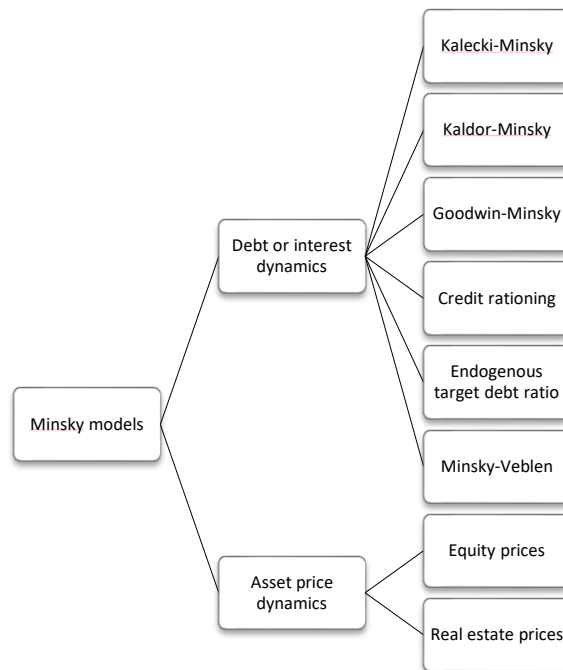 Kalecki-Minsky
Kaldor-Minsky
Goodwin-Minsky
Debt or interest
dynamics
Credit rationing
Endogenous
target debt ratio
Minsky models
Minsky-Veblen
Equity prices
Asset price
dynamics
Real estate prices